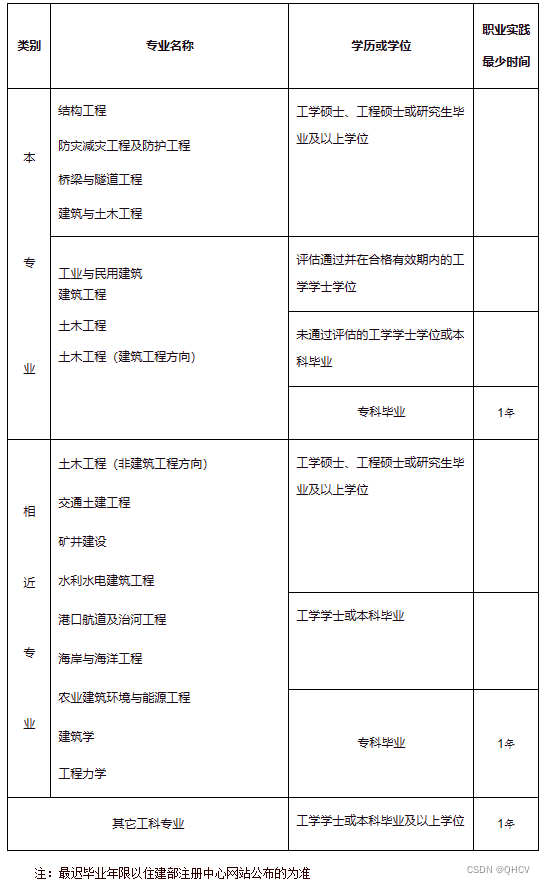 类别
专业名称
学历或学位
职业实践
最少时间
本
专
业
结构工程
防灾减灾工程及防护工程
桥梁与隧道工程
建筑与土木工程
工学硕士、工程硕士或研究生毕
业及以上学位
工业与民用建筑
建筑工程
土木工程
土木工程（建筑工程方向）
评估通过并在合格有效期内的工
学学士学位
未通过评估的工学学士学位或本
科毕业
专科毕业
1年
相
近
专
业
土木工程（非建筑工程方向）
交通土建工程
矿井建设
水利水电建筑工程
港口航道及治河工程
海岸与海洋工程
农业建筑环境与能源工程
建筑学
工程力学
工学硕士、工程硕士或研究生毕
业及以上学位
工学学士或本科毕业
专科毕业
1年
其它工科专业
工学学士或本科毕业及以上学位
1年
注：最迟毕业年限以住建部注册中心网站公布的为准
CSDN @QHCV